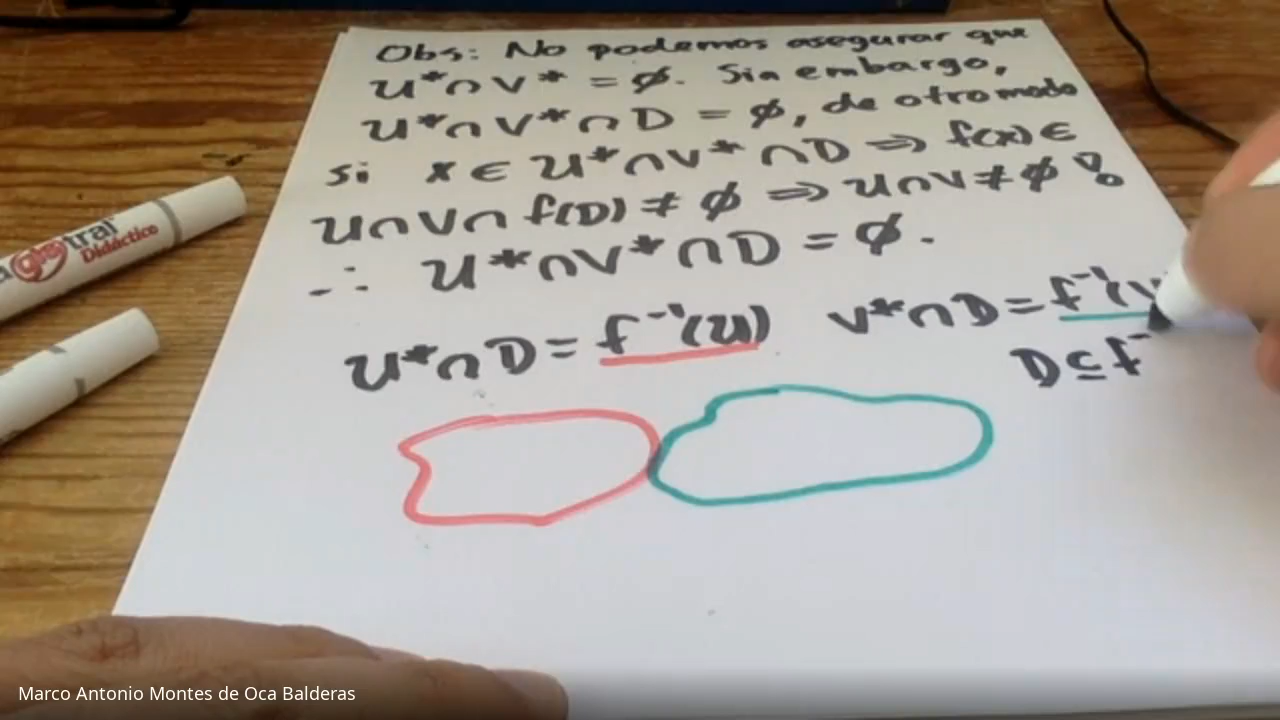 Obs: No podemos asegurar que
U*∩V* = ∅. Sin embargo,
U*∩V*∩D = ∅, de otro modo
si x ∈ U*∩V*∩D ⇒ f(x) ∈
U∩V∩f(D) ≠ ∅ ⇒ U∩V ≠ ∅ !
∴ U*∩V*∩D = ∅.
U*∩D = f⁻¹(U) V*∩D = f⁻¹(V
D ⊆ f⁻
gistral
Didáctico
Marco Antonio Montes de Oca Balderas